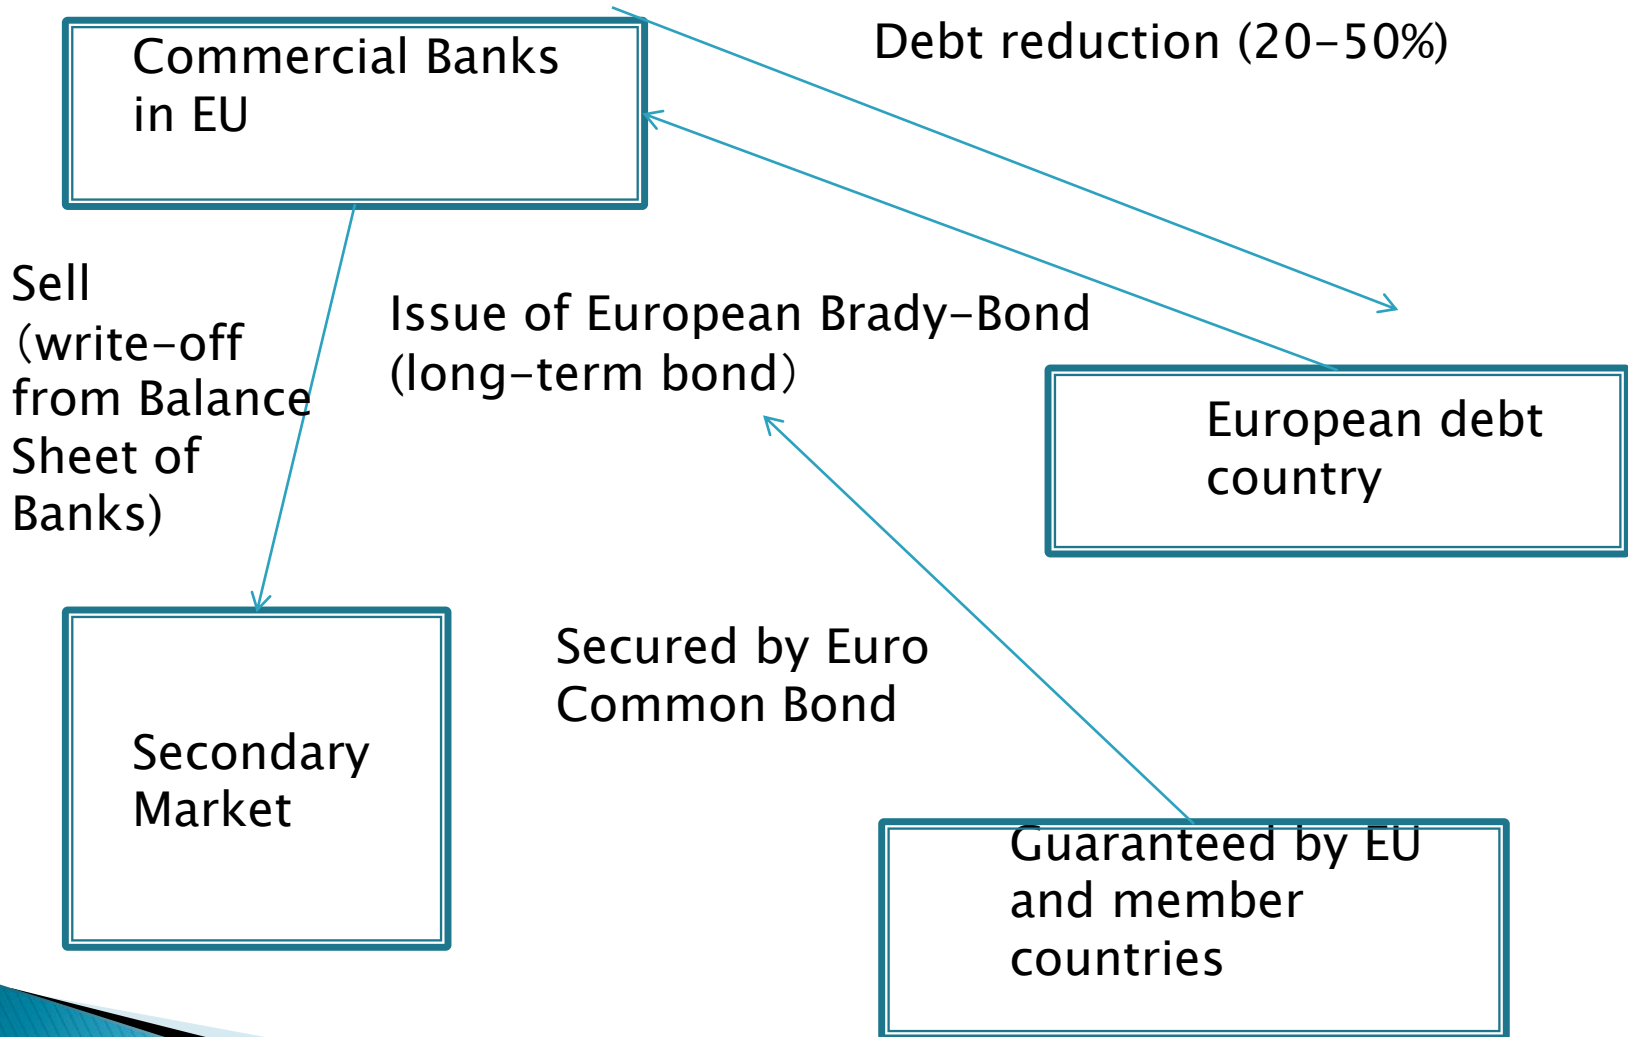 Commercial Banks
in EU
Debt reduction (20-50%)
Sell
（write-off
from Balance
Sheet of
Banks)
Issue of European Brady-Bond
(long-term bond）
European debt
country
Secured by Euro
Common Bond
Secondary
Market
Guaranteed by EU
and member
countries